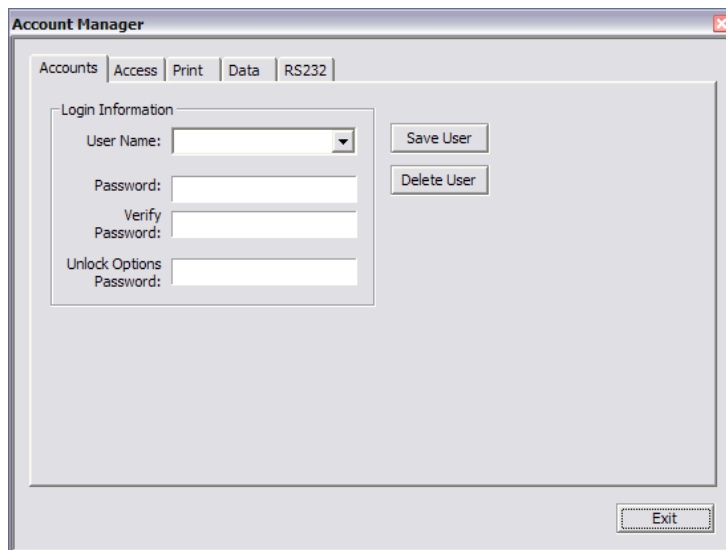 Account Manager
Accounts Access Print Data RS232
Login Information
User Name:
Save User
Password:
Delete User
Verify
Password:
Unlock Options
Password:
Exit